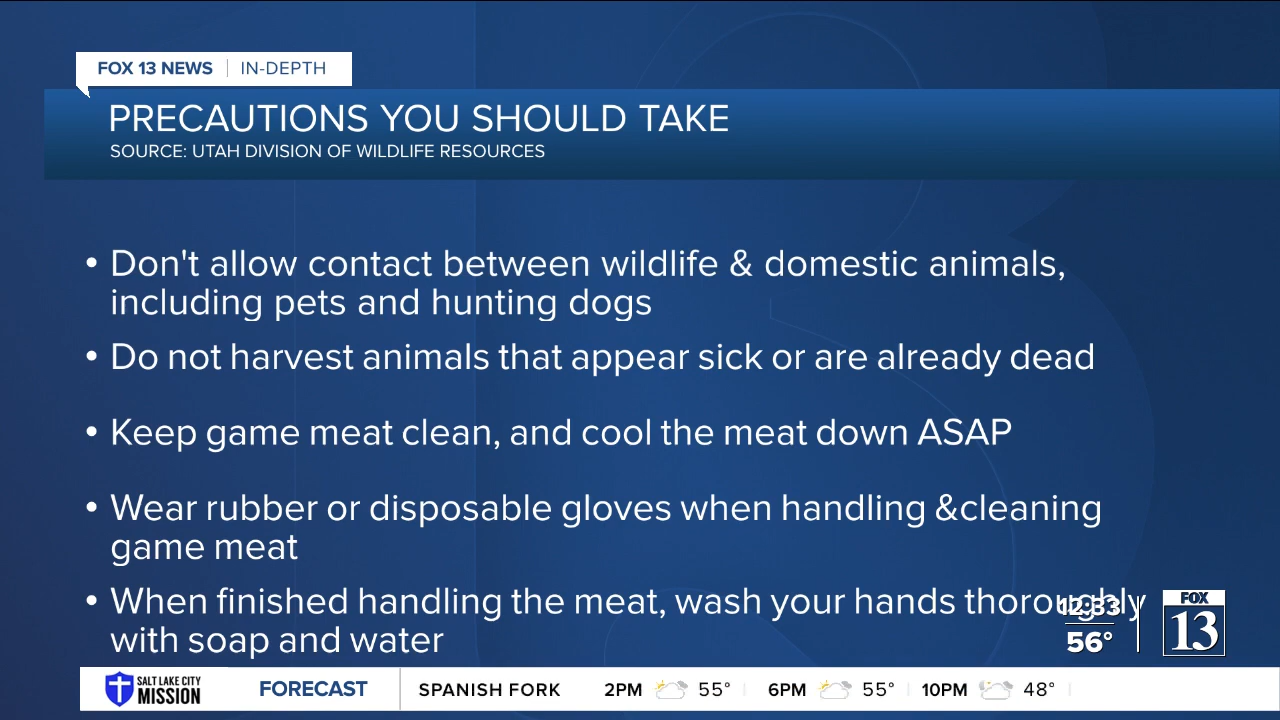 FOX 13 NEWS | IN-DEPTH
PRECAUTIONS YOU SHOULD TAKE
SOURCE: UTAH DIVISION OF WILDLIFE RESOURCES
• Don't allow contact between wildlife & domestic animals,
including pets and hunting dogs
• Do not harvest animals that appear sick or are already dead
• Keep game meat clean, and cool the meat down ASAP
• Wear rubber or disposable gloves when handling &cleaning
game meat
• When finished handling the meat, wash your hands thoroughly
with soap and water
12:33
56°
FOX
13
SALT LAKE CITY
MISSION
FORECAST
SPANISH FORK 2PM 55° 6PM 55° 10PM 48°